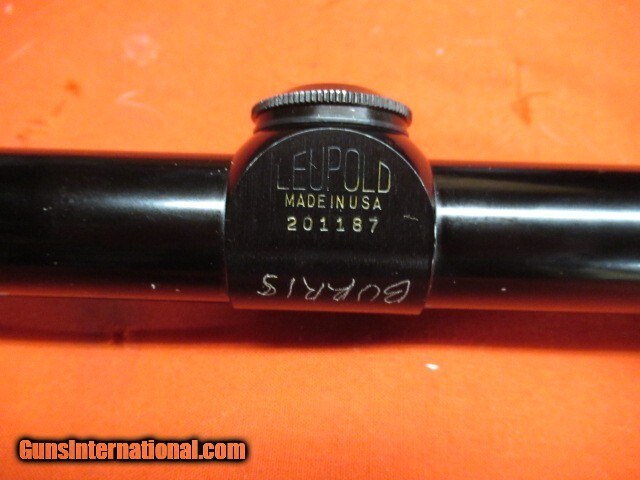 LEUPOLD
MADE IN USA
201187
BURRIS
GunsInternational.com